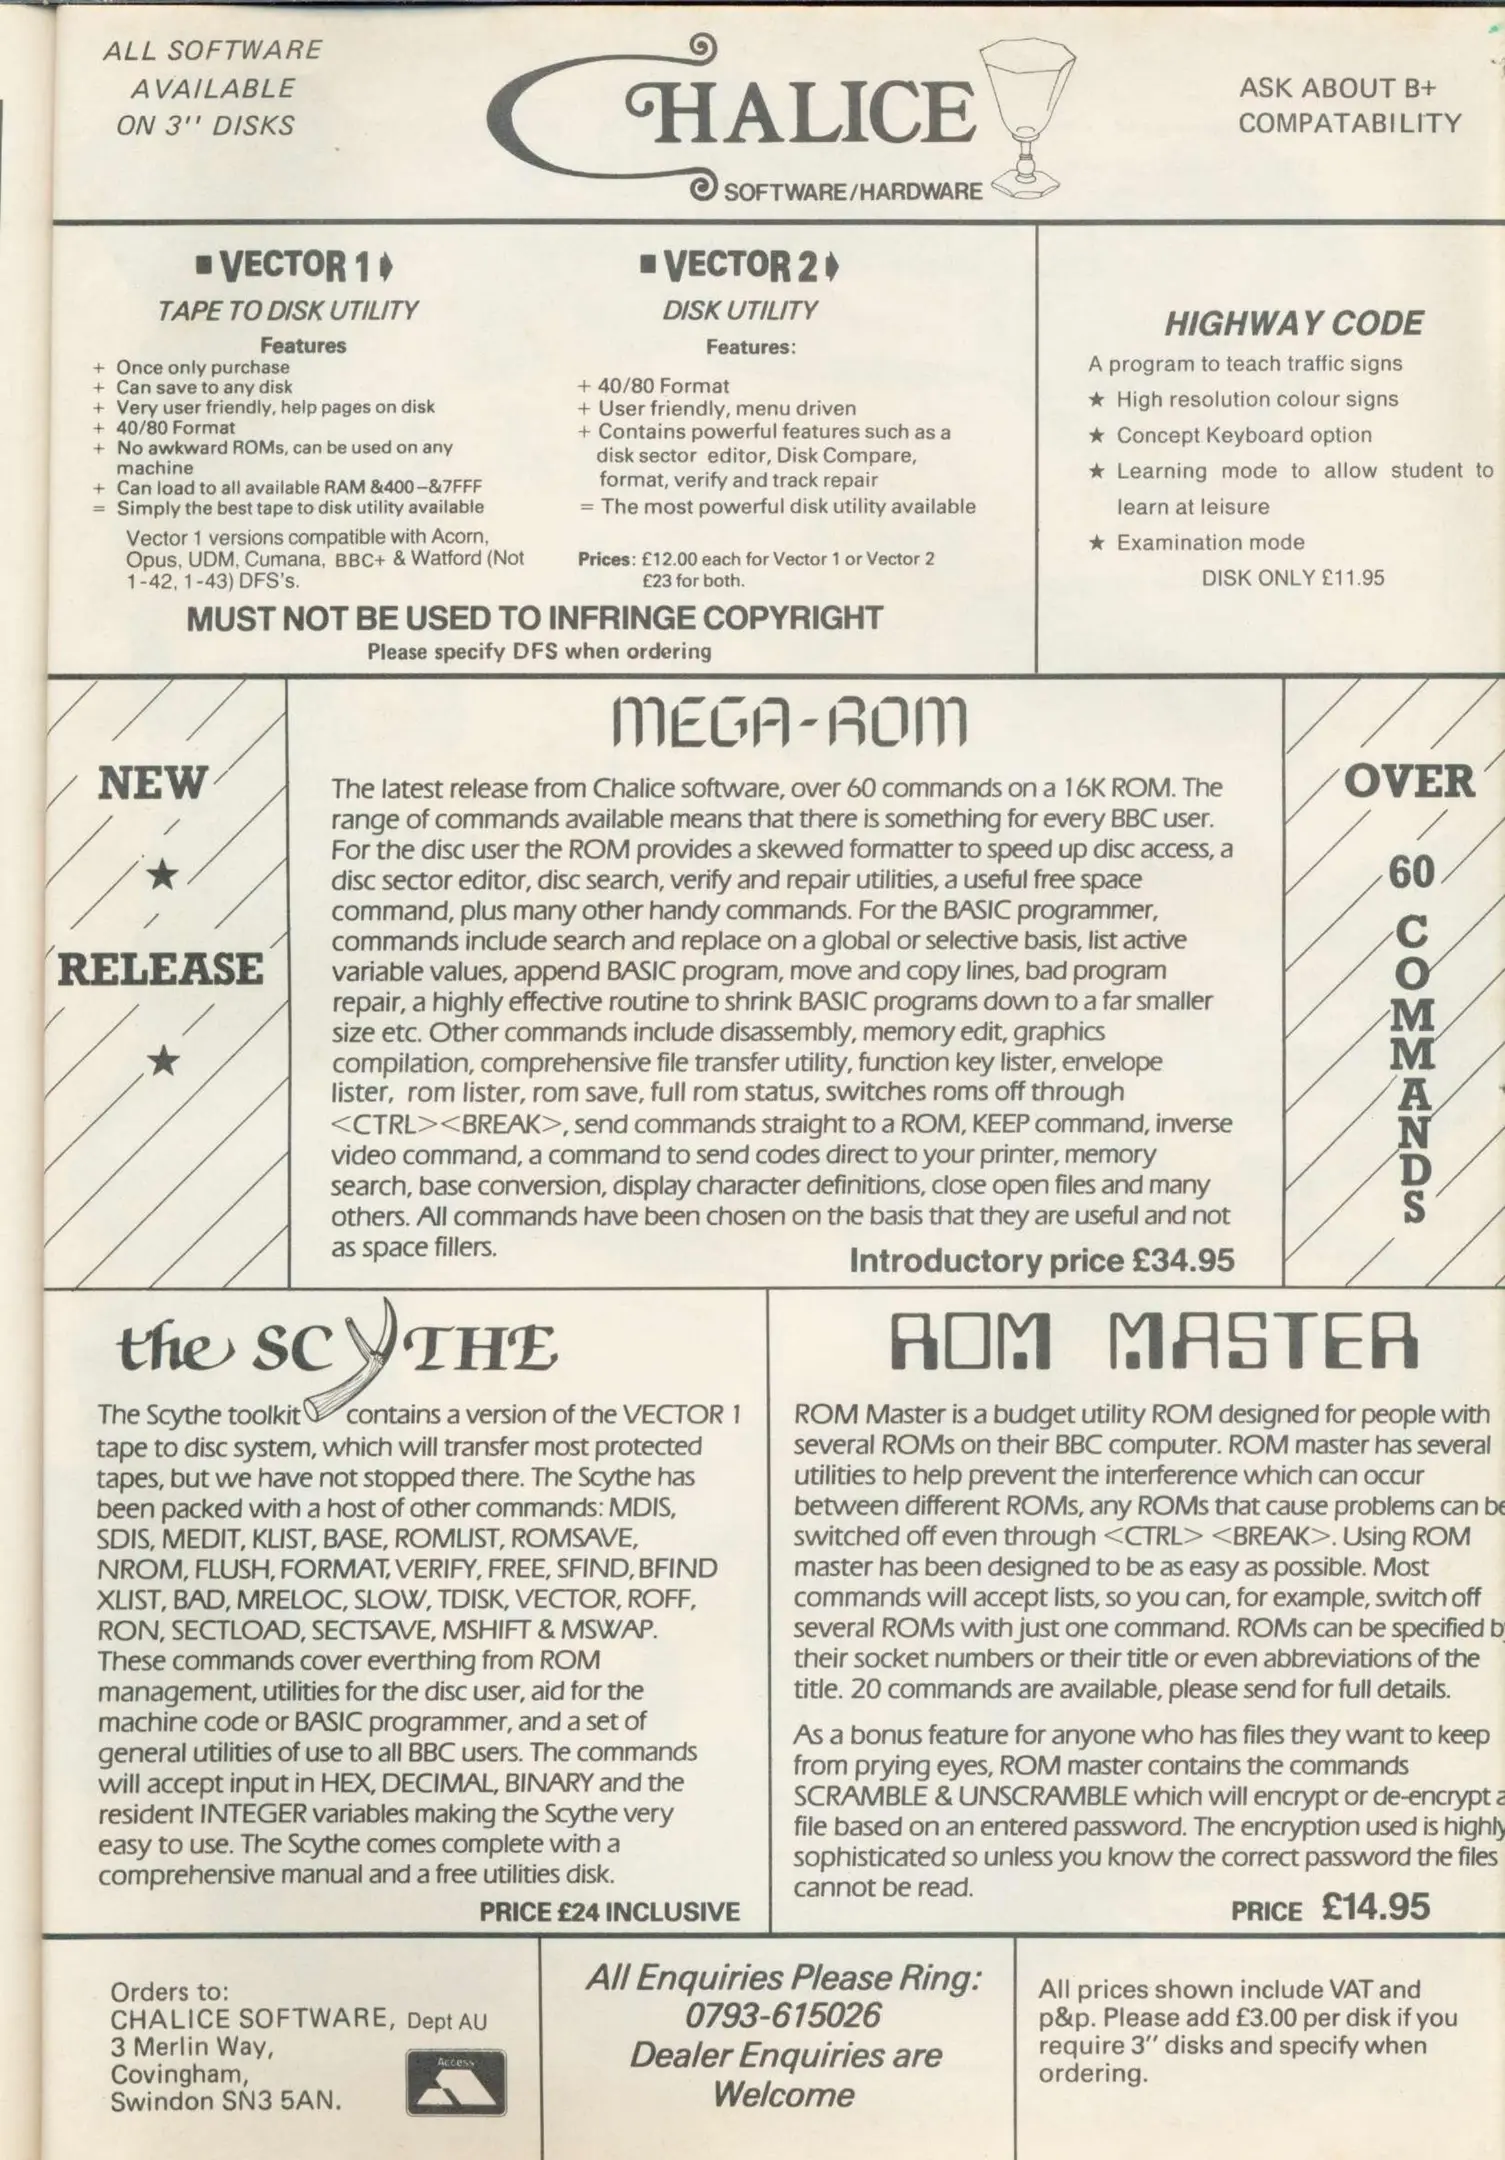 ALL SOFTWARE
AVAILABLE
ON 3'' DISKS
CHALICE
SOFTWARE/HARDWARE
ASK ABOUT B+
COMPATABILITY
VECTOR 1
TAPE TO DISK UTILITY
Features
+ Once only purchase
+ Can save to any disk
+ Very user friendly, help pages on disk
+ 40/80 Format
+ No awkward ROMs, can be used on any
machine
+ Can load to all available RAM &400–&7FFF
= Simply the best tape to disk utility available
Vector 1 versions compatible with Acorn,
Opus, UDM, Cumana, BBC+ & Watford (Not
1-42, 1-43) DFS's.
VECTOR 2
DISK UTILITY
Features:
+ 40/80 Format
+ User friendly, menu driven
+ Contains powerful features such as a
disk sector editor, Disk Compare,
format, verify and track repair
= The most powerful disk utility available
Prices: £12.00 each for Vector 1 or Vector 2
£23 for both.
MUST NOT BE USED TO INFRINGE COPYRIGHT
Please specify DFS when ordering
HIGHWAY CODE
A program to teach traffic signs
★ High resolution colour signs
★ Concept Keyboard option
★ Learning mode to allow student to
learn at leisure
★ Examination mode
DISK ONLY £11.95
NEW
★
RELEASE
★
MEGA-ROM
The latest release from Chalice software, over 60 commands on a 16K ROM. The
range of commands available means that there is something for every BBC user.
For the disc user the ROM provides a skewed formatter to speed up disc access, a
disc sector editor, disc search, verify and repair utilities, a useful free space
command, plus many other handy commands. For the BASIC programmer,
commands include search and replace on a global or selective basis, list active
variable values, append BASIC program, move and copy lines, bad program
repair, a highly effective routine to shrink BASIC programs down to a far smaller
size etc. Other commands include disassembly, memory edit, graphics
compilation, comprehensive file transfer utility, function key lister, envelope
lister, rom lister, rom save, full rom status, switches roms off through
<CTRL><BREAK>, send commands straight to a ROM, KEEP command, inverse
video command, a command to send codes direct to your printer, memory
search, base conversion, display character definitions, close open files and many
others. All commands have been chosen on the basis that they are useful and not
as space fillers.
Introductory price £34.95
OVER
60
COMMANDS
the SCYTHE
The Scythe toolkit contains a version of the VECTOR 1
tape to disc system, which will transfer most protected
tapes, but we have not stopped there. The Scythe has
been packed with a host of other commands: MDIS,
SDIS, MEDIT, KLIST, BASE, ROMLIST, ROMSAVE,
NROM, FLUSH, FORMAT, VERIFY, FREE, SFIND, BFIND
XLIST, BAD, MRELOC, SLOW, TDISK, VECTOR, ROFF,
RON, SECTLOAD, SECTSAVE, MSHIFT & MSWAP.
These commands cover everthing from ROM
management, utilities for the disc user, aid for the
machine code or BASIC programmer, and a set of
general utilities of use to all BBC users. The commands
will accept input in HEX, DECIMAL, BINARY and the
resident INTEGER variables making the Scythe very
easy to use. The Scythe comes complete with a
comprehensive manual and a free utilities disk.
PRICE £24 INCLUSIVE
ROM MASTER
ROM Master is a budget utility ROM designed for people with
several ROMs on their BBC computer. ROM master has several
utilities to help prevent the interference which can occur
between different ROMs, any ROMs that cause problems can be
switched off even through <CTRL> <BREAK>. Using ROM
master has been designed to be as easy as possible. Most
commands will accept lists, so you can, for example, switch off
several ROMs with just one command. ROMs can be specified by
their socket numbers or their title or even abbreviations of the
title. 20 commands are available, please send for full details.
As a bonus feature for anyone who has files they want to keep
from prying eyes, ROM master contains the commands
SCRAMBLE & UNSCRAMBLE which will encrypt or de-encrypt a
file based on an entered password. The encryption used is highly
sophisticated so unless you know the correct password the files
cannot be read.
PRICE £14.95
Orders to:
CHALICE SOFTWARE, Dept AU
3 Merlin Way,
Covingham,
Swindon SN3 5AN.
Access
All Enquiries Please Ring:
0793-615026
Dealer Enquiries are
Welcome
All prices shown include VAT and
p&p. Please add £3.00 per disk if you
require 3'' disks and specify when
ordering.